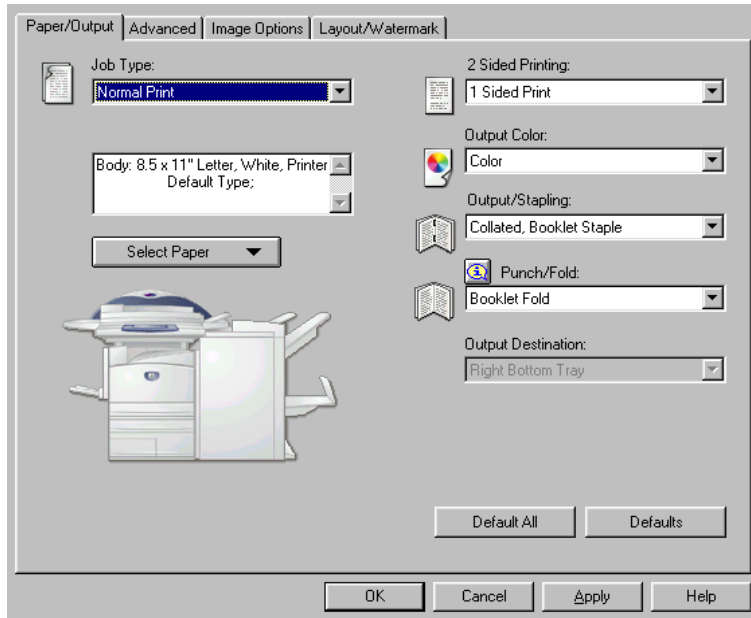 Paper/Output
Advanced
Image Options
Layout/Watermark
Job Type:
Normal Print
Body: 8.5 x 11" Letter, White, Printer
Default Type;
Select Paper
2 Sided Printing:
1 Sided Print
Output Color:
Color
Output/Stapling:
Collated, Booklet Staple
Punch/Fold:
Booklet Fold
Output Destination:
Right Bottom Tray
Default All
Defaults
OK
Cancel
Apply
Help